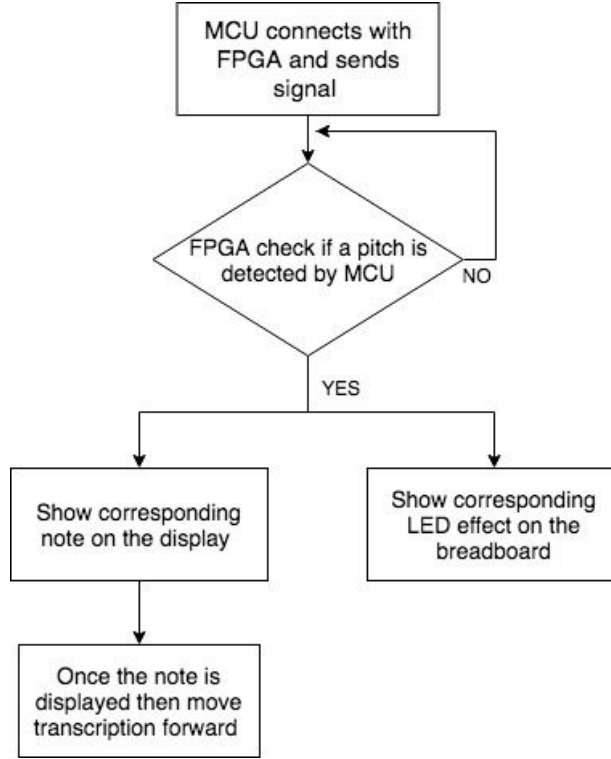 MCU connects with
FPGA and sends
signal
FPGA check if a pitch is
detected by MCU
NO
YES
Show corresponding
note on the display
Show corresponding
LED effect on the
breadboard
Once the note is
displayed then move
transcription forward